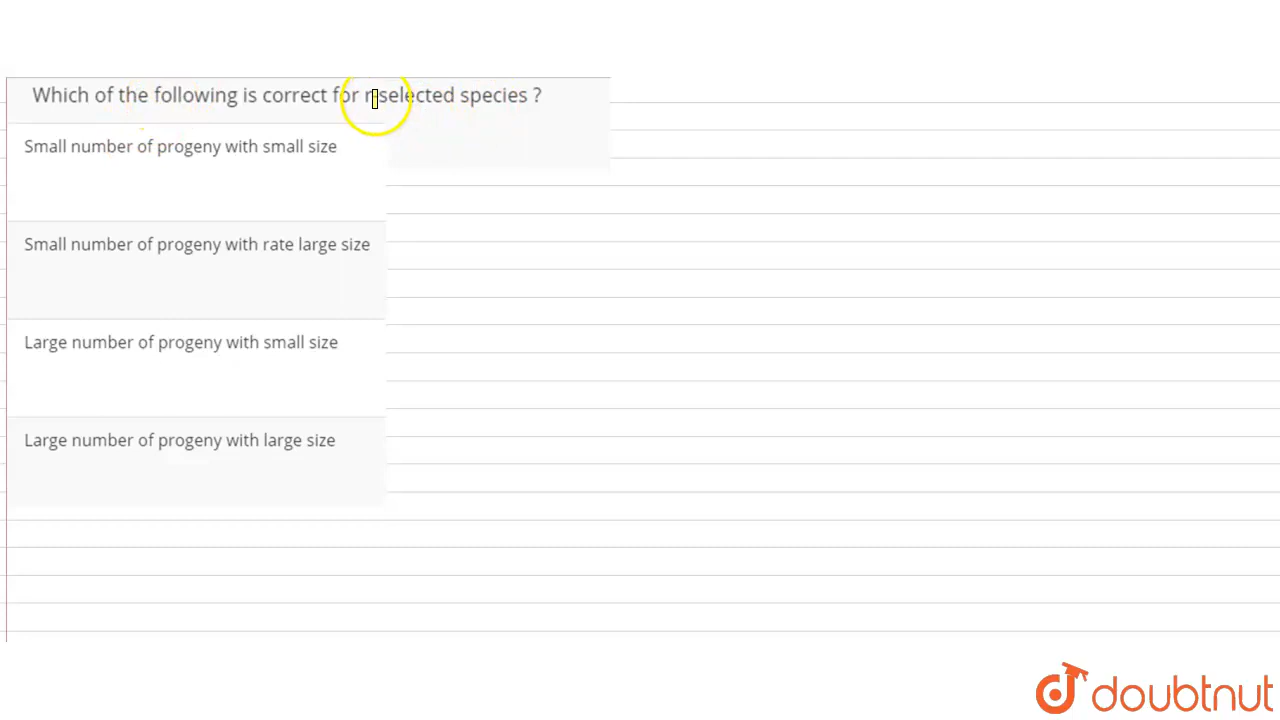 Which of the following is correct for r-selected species ?
Small number of progeny with small size
Small number of progeny with rate large size
Large number of progeny with small size
Large number of progeny with large size
doubtnut